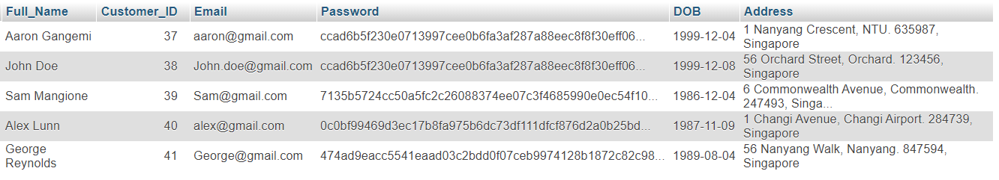 Full_Name Customer_ID Email Password DOB Address
Aaron Gangemi 37 aaron@gmail.com ccad6b5f230e0713997cee0b6fa3af287a88eec8f8f30eff06... 1999-12-04 1 Nanyang Crescent, NTU. 635987,
Singapore
John Doe 38 John.doe@gmail.com ccad6b5f230e0713997cee0b6fa3af287a88eec8f8f30eff06... 1999-12-08 56 Orchard Street, Orchard. 123456,
Singapore
Sam Mangione 39 Sam@gmail.com 7135b5724cc50a5fc2c26088374ee07c3f4685990e0ec54f10... 1986-12-04 6 Commonwealth Avenue, Commonwealth.
247493, Singa...
Alex Lunn 40 alex@gmail.com 0c0bf99469d3ec17b8fa975b6dc73df111dfcf876d2a0b25bd... 1987-11-09 1 Changi Avenue, Changi Airport. 284739,
Singapore
George
Reynolds 41 George@gmail.com 474ad9eacc5541eaad03c2bdd0f07ceb9974128b1872c82c98... 1989-08-04 56 Nanyang Walk, Nanyang. 847594,
Singapore